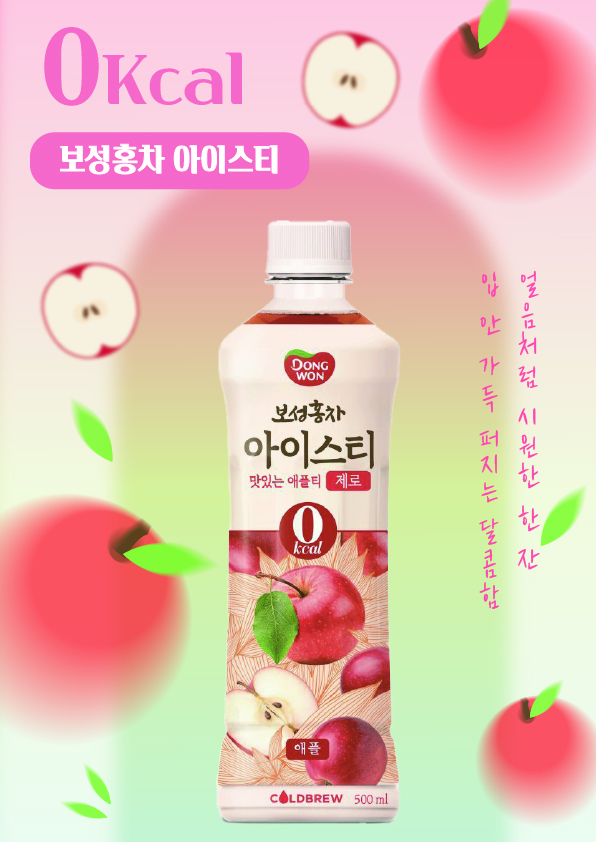 0Kcal
보성홍차 아이스티
얼음처럼 시원한 한 잔
입 안 가득 퍼지는 달콤함
DONG
WON
보성홍차
아이스티
맛있는 애플티 제로
0
kcal
애플
COLDBREW 500 ml